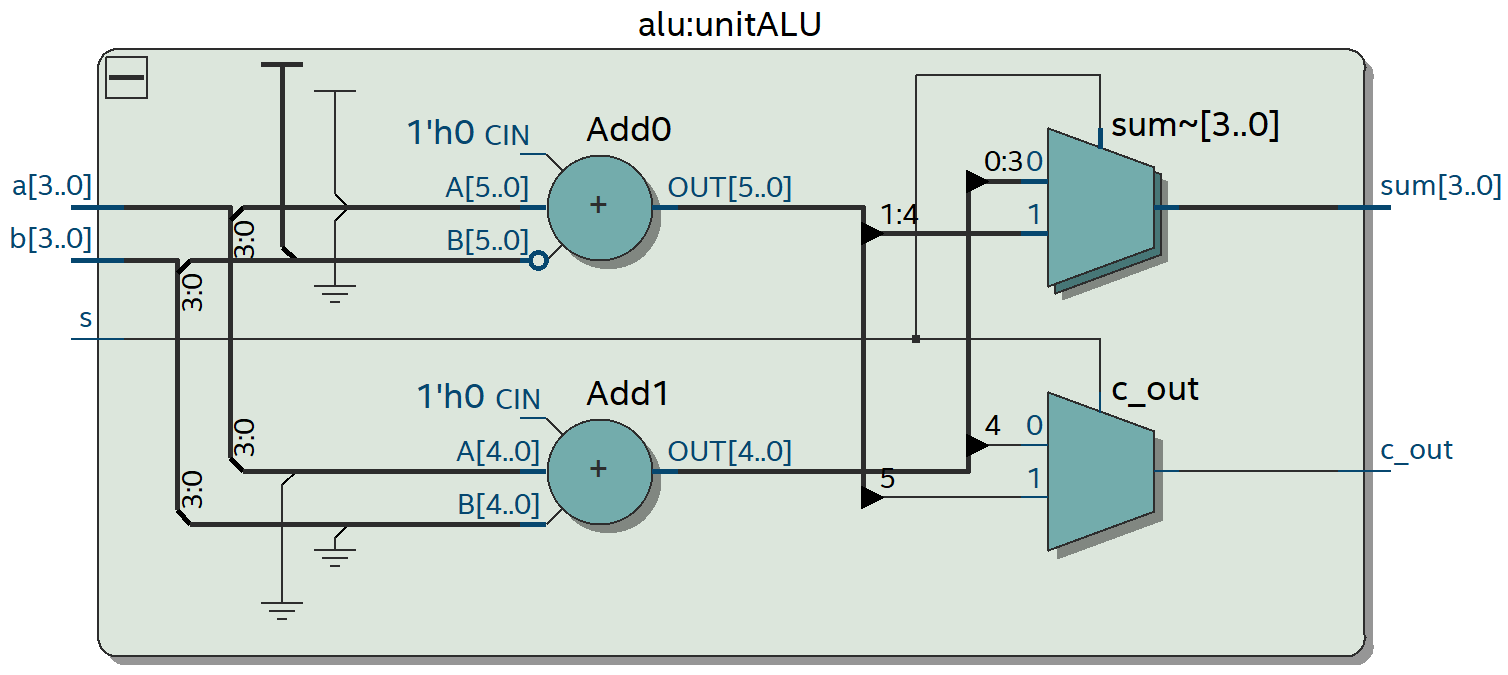 alu:unitALU
1'h0 CIN
Add0
sum~[3..0]
a[3..0]
A[5..0]
OUT[5..0]
0:3
0
sum[3..0]
b[3..0]
3:0
B[5..0]
1:4
1
3:0
s
1'h0 CIN
Add1
c_out
3:0
A[4..0]
OUT[4..0]
4
0
c_out
3:0
B[4..0]
5
1
+
+